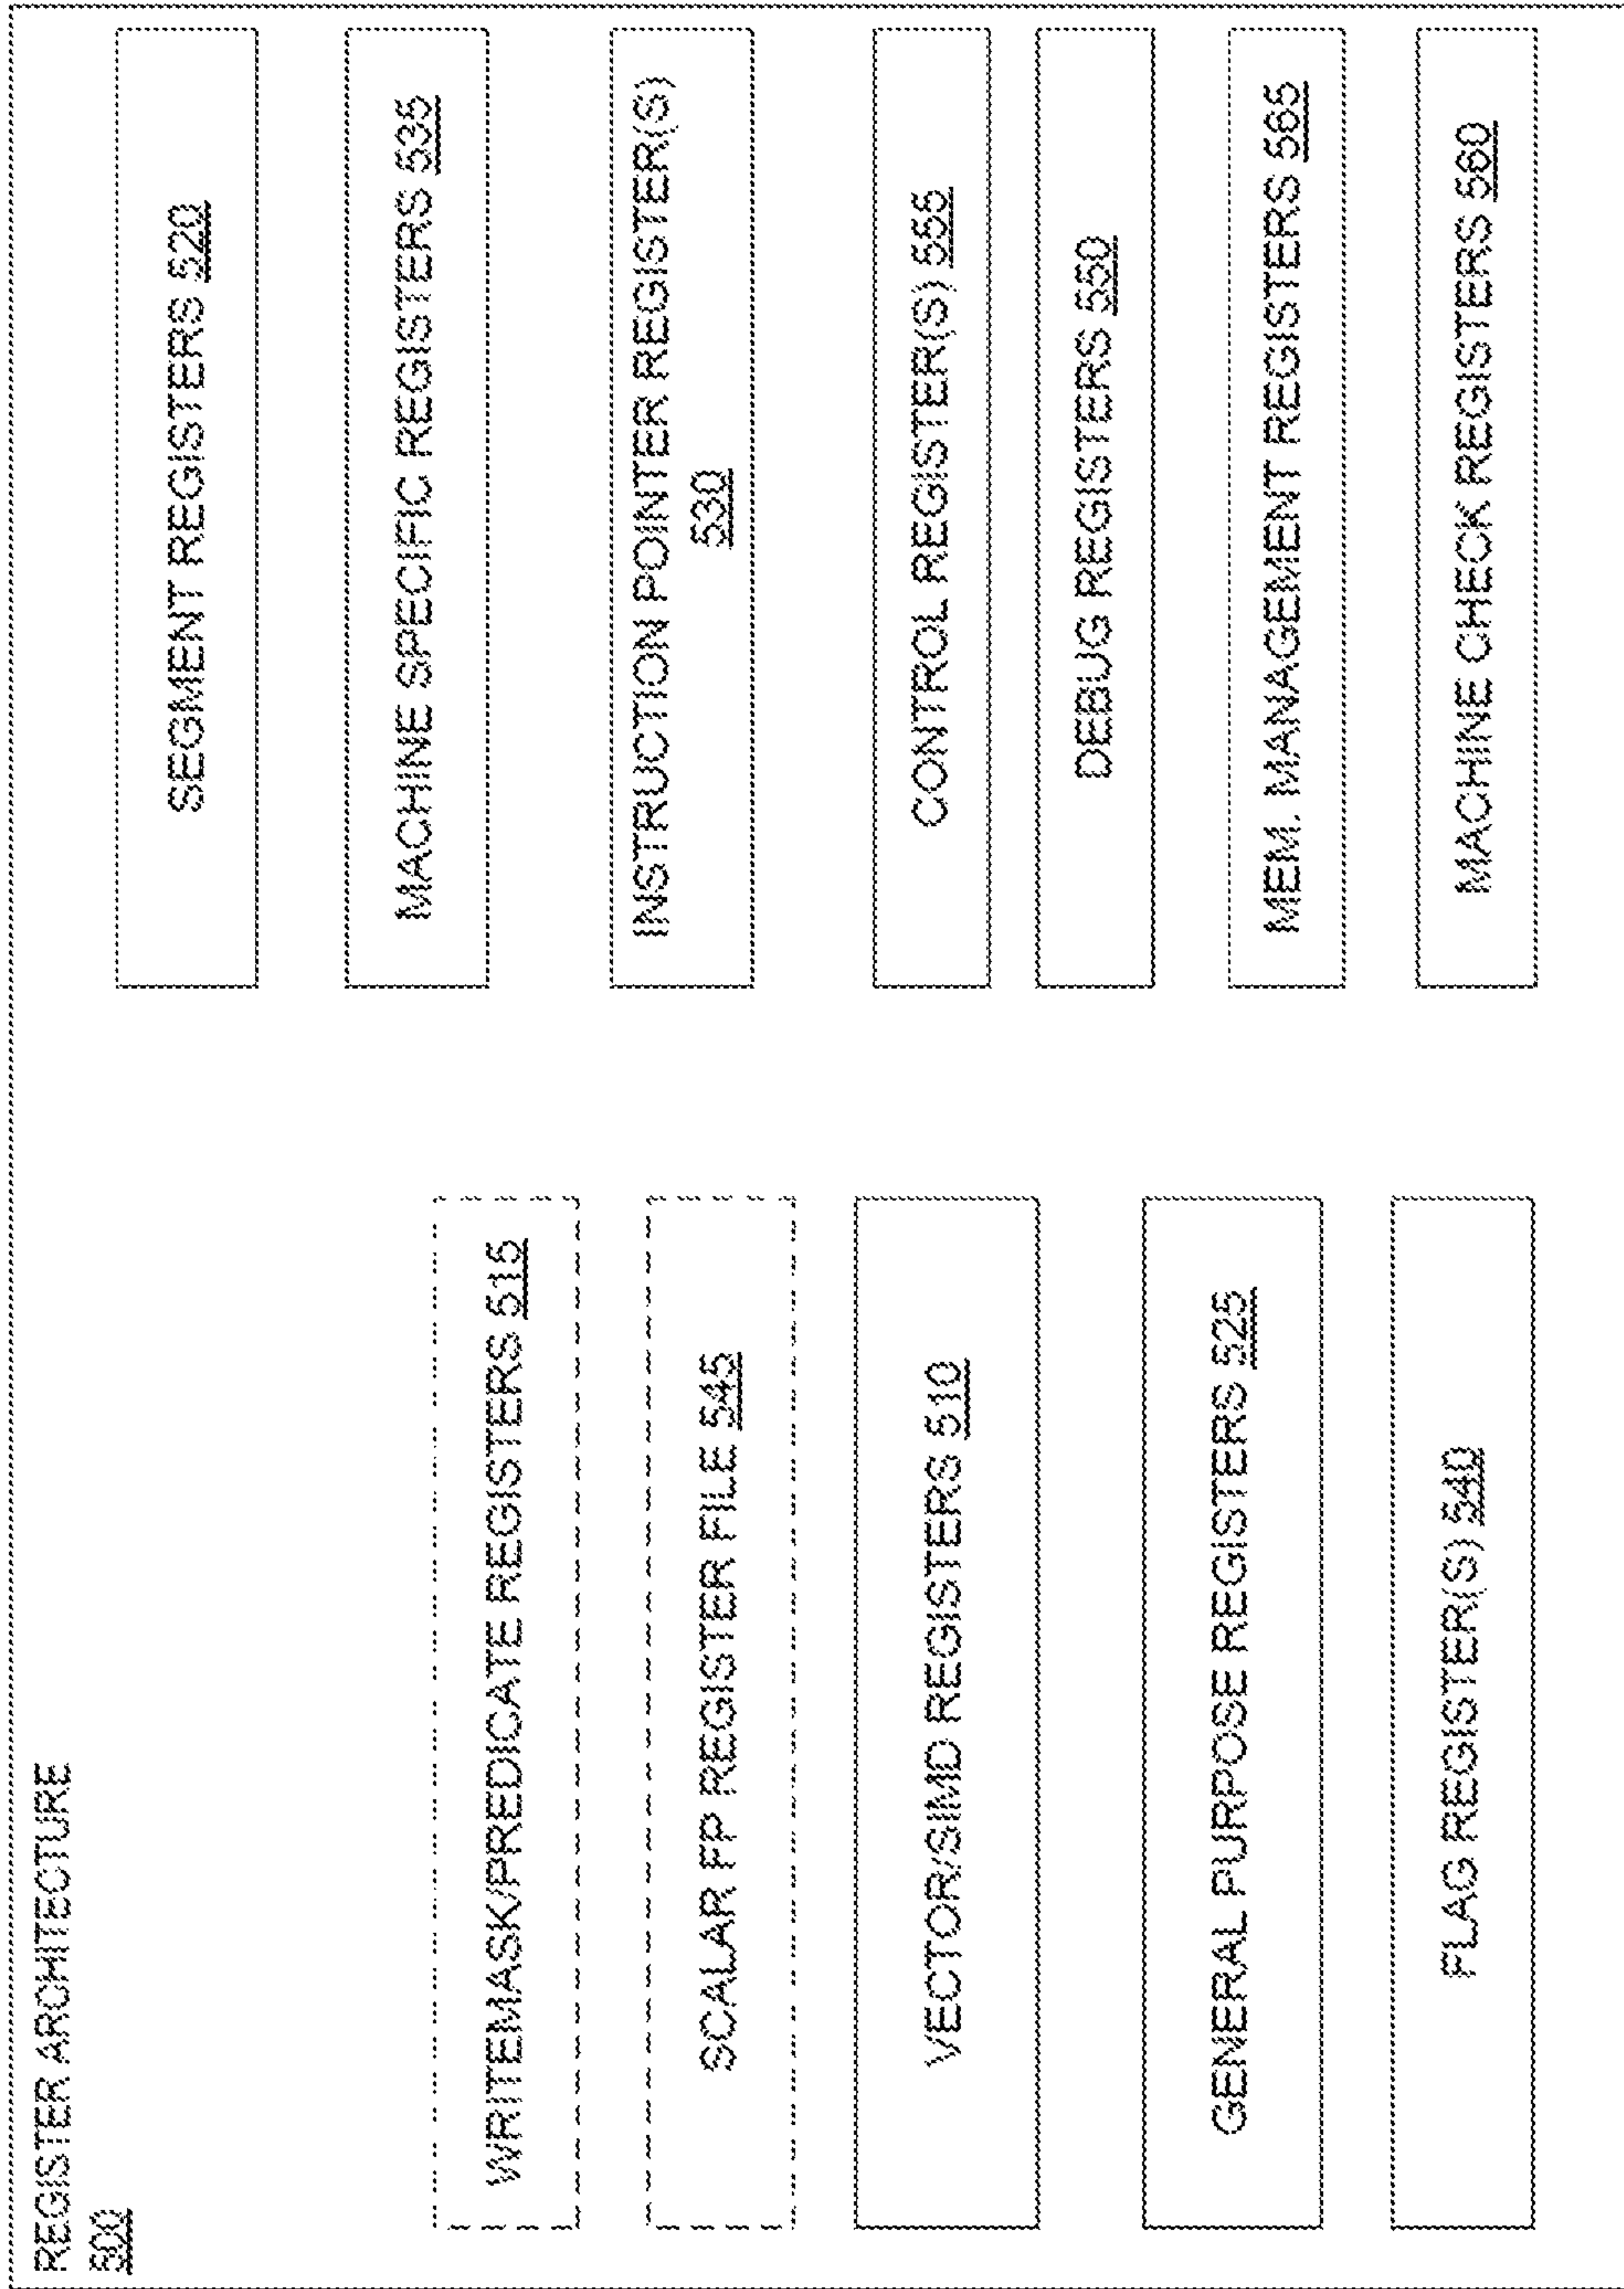 REGISTER ARCHITECTURE
500
WRITEMASK/PREDICATE REGISTERS 515
SCALAR FP REGISTER FILE 545
VECTOR/SIMD REGISTERS 510
GENERAL PURPOSE REGISTERS 525
FLAG REGISTER(S) 540
SEGMENT REGISTERS 520
MACHINE SPECIFIC REGISTERS 535
INSTRUCTION POINTER REGISTER(S)
530
CONTROL REGISTER(S) 555
DEBUG REGISTERS 550
MEM. MANAGEMENT REGISTERS 565
MACHINE CHECK REGISTERS 560